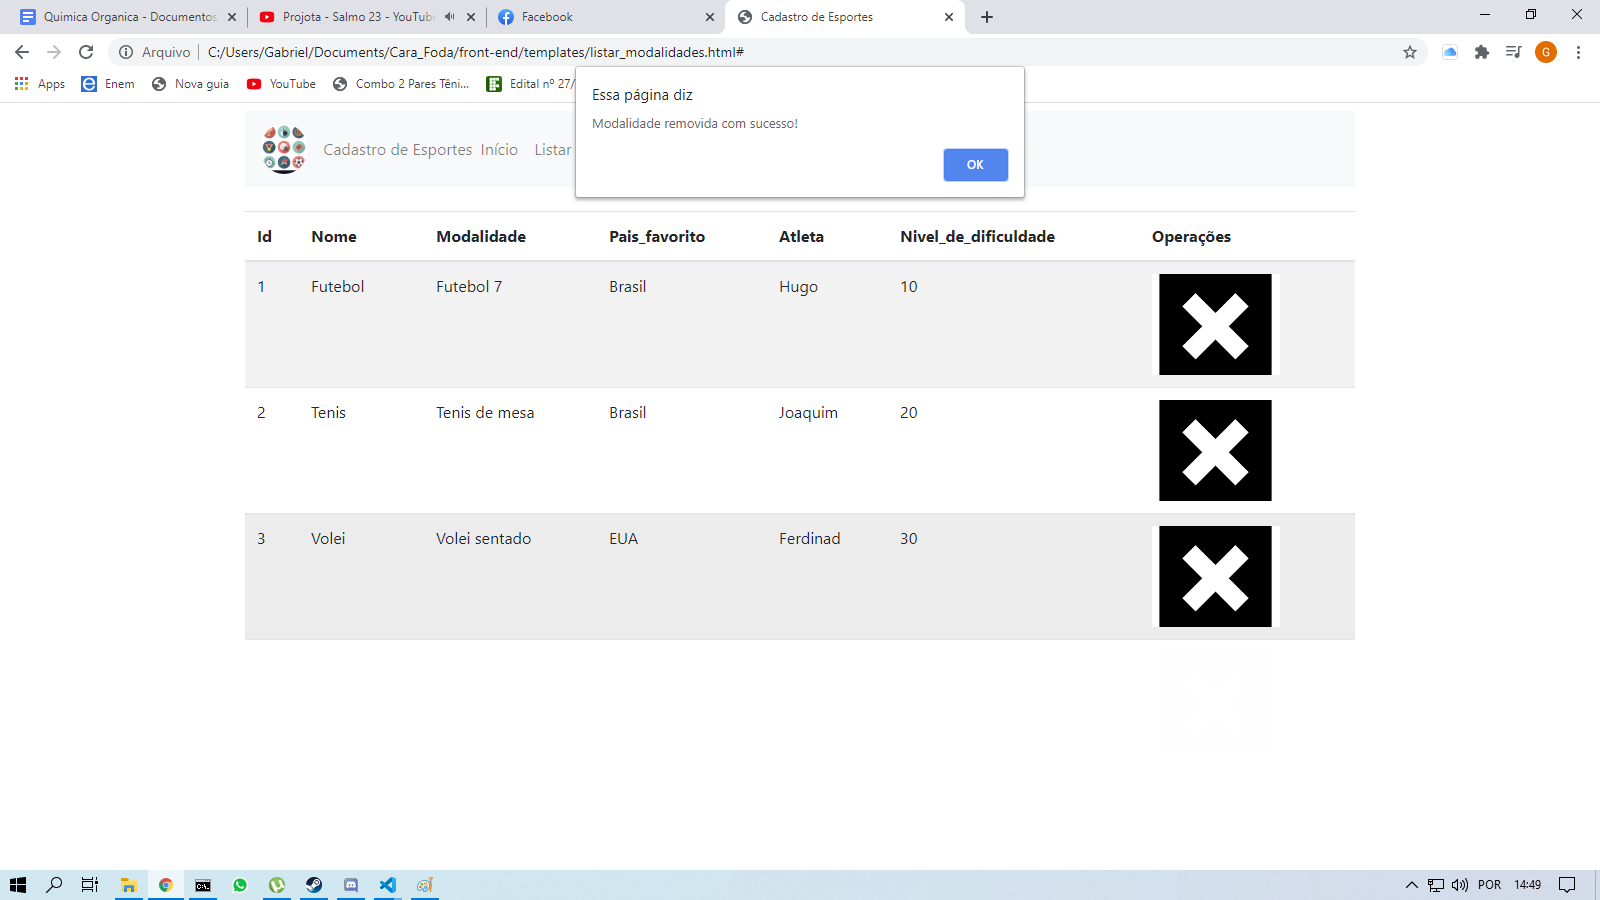 Quimica Organica - Documentos
Projota - Salmo 23 - YouTube
Facebook
Cadastro de Esportes
Arquivo
C:/Users/Gabriel/Documents/Cara_Foda/front-end/templates/listar_modalidades.html#
G
Apps
Enem
Nova guia
YouTube
Combo 2 Pares Têni...
Edital nº 27/
Essa página diz
Modalidade removida com sucesso!
OK
Cadastro de Esportes Início Listar
Id Nome Modalidade Pais_favorito Atleta Nivel_de_dificuldade Operações
1 Futebol Futebol 7 Brasil Hugo 10
2 Tenis Tenis de mesa Brasil Joaquim 20
3 Volei Volei sentado EUA Ferdinad 30
POR 14:49